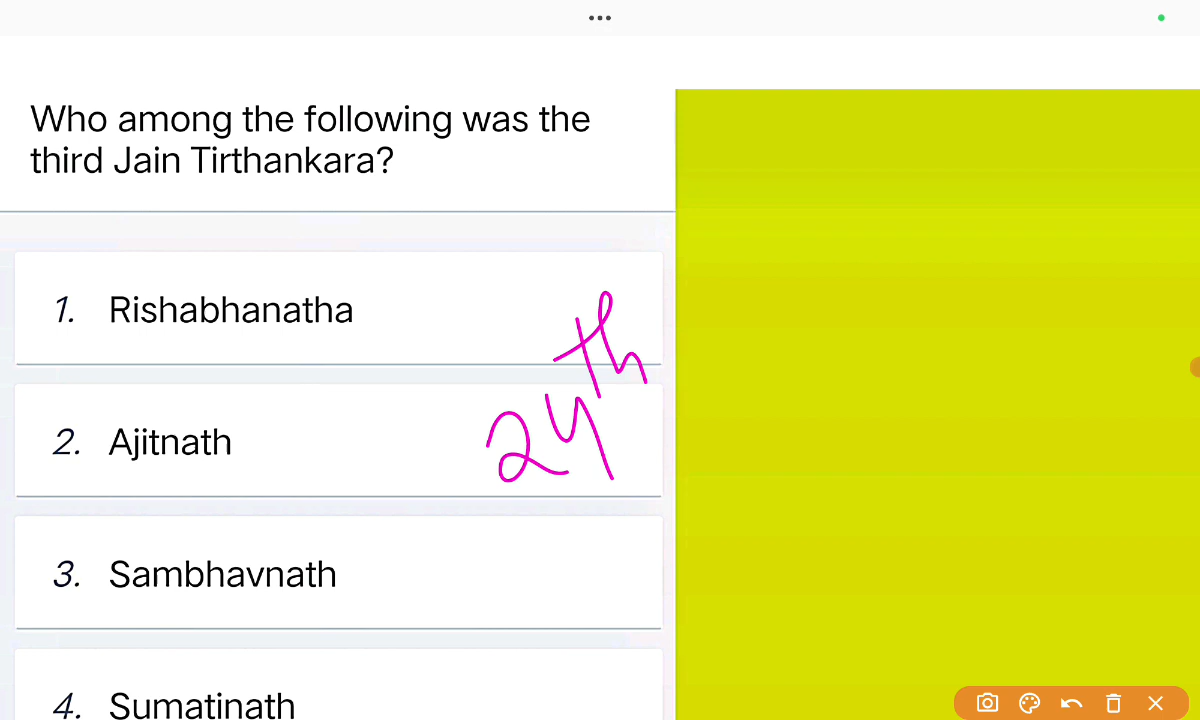 Who among the following was the
third Jain Tirthankara?
1. Rishabhanatha
24th
2. Ajitnath
3. Sambhavnath
4. Sumatinath